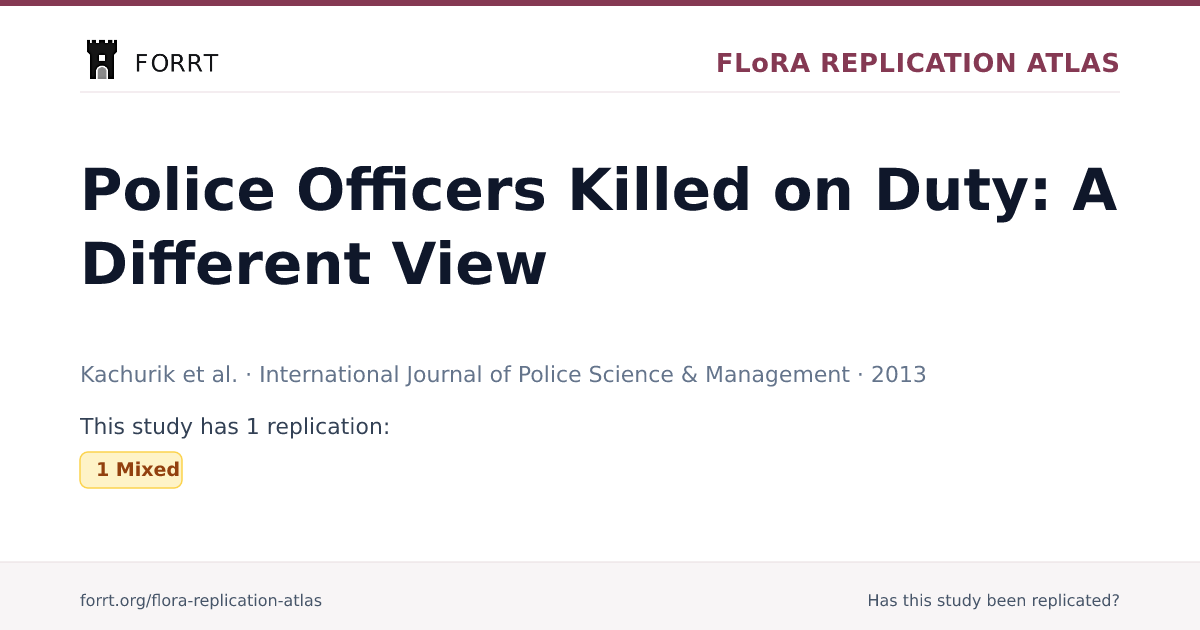 FORRT
FLoRA REPLICATION ATLAS
Police Officers Killed on Duty: A
Different View
Kachurik et al. · International Journal of Police Science & Management · 2013
This study has 1 replication:
1 Mixed
forrt.org/flora-replication-atlas
Has this study been replicated?